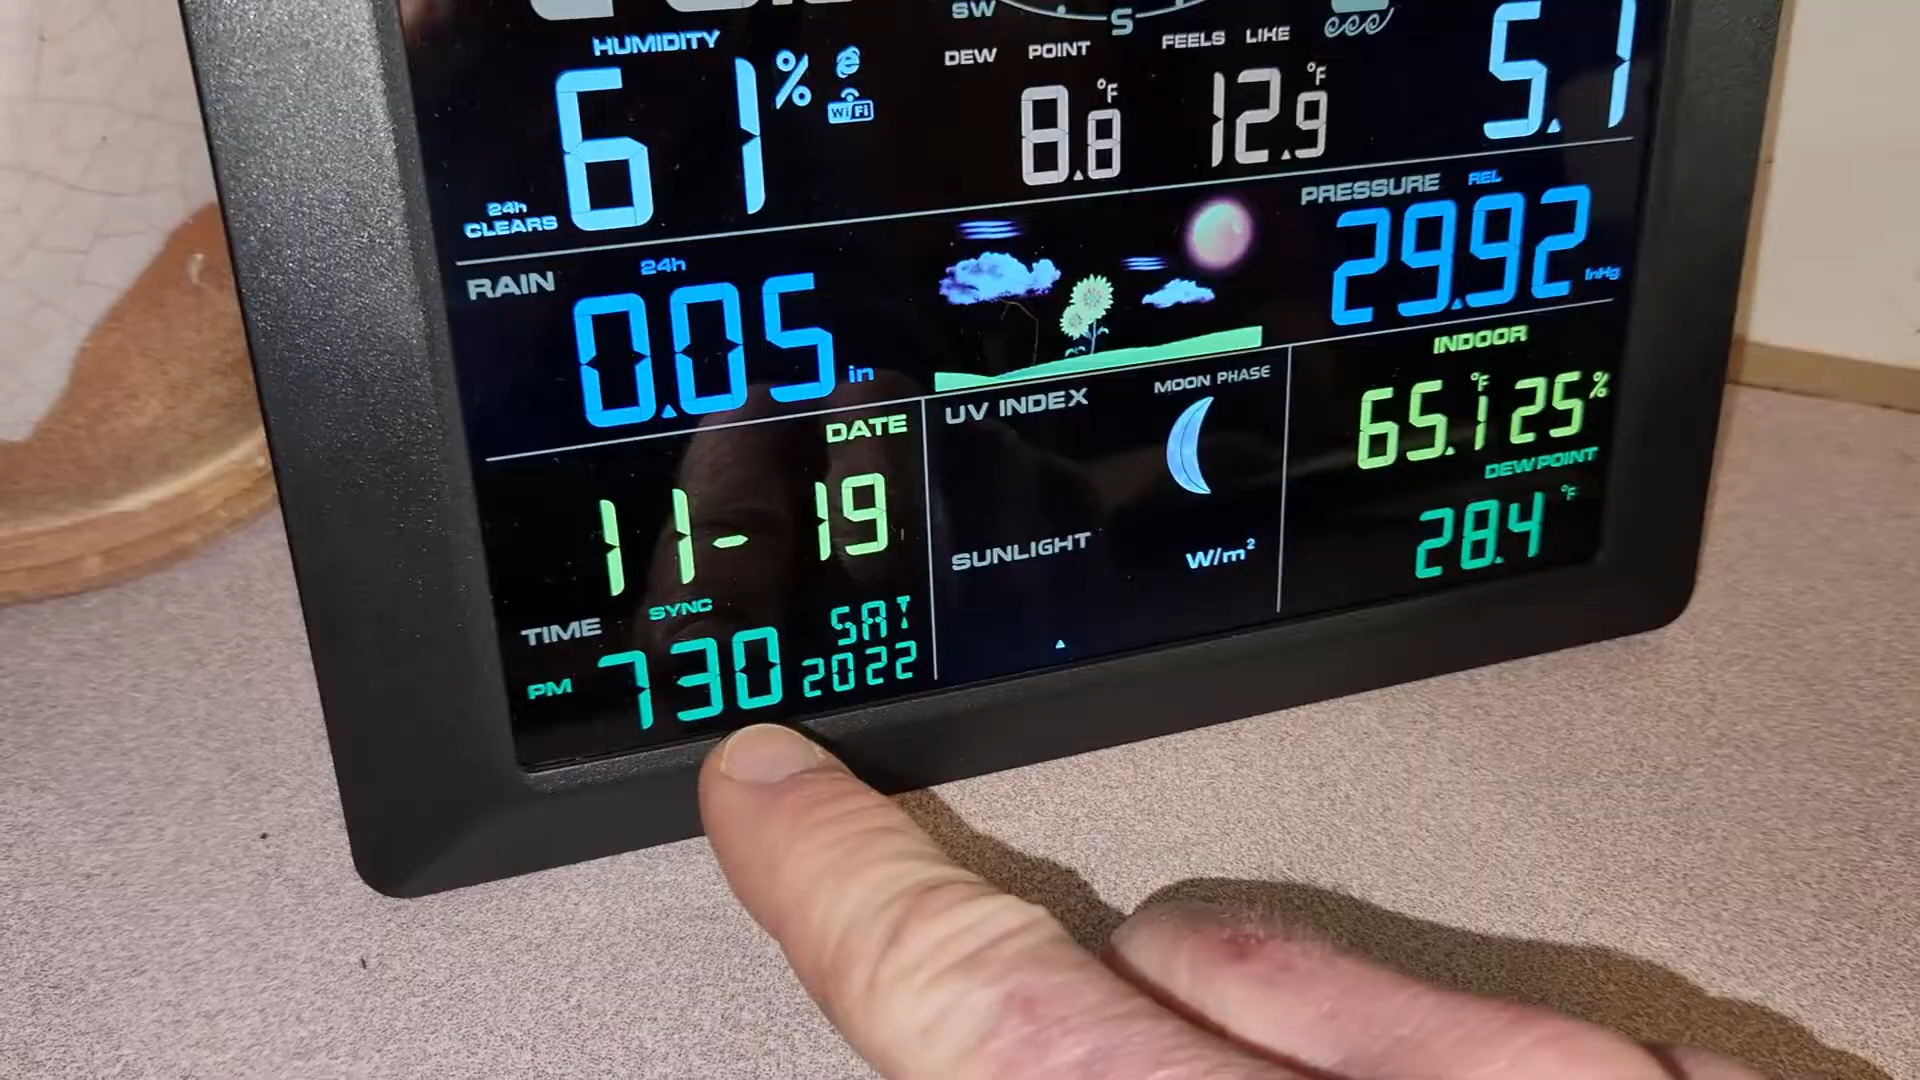 SW S
HUMIDITY
61 %
WiFi
DEW POINT
8.8 °F
FEELS LIKE
12.9 °F
5.1
24h
CLEARS
RAIN
24h
0.05 in
PRESSURE REL
29.92 inHg
DATE
11-19
TIME SYNC
PM 7 30
SAT
2022
UV INDEX
MOON PHASE
SUNLIGHT
W/m²
INDOOR
65.1 °F 25 %
DEWPOINT
28.4 °F